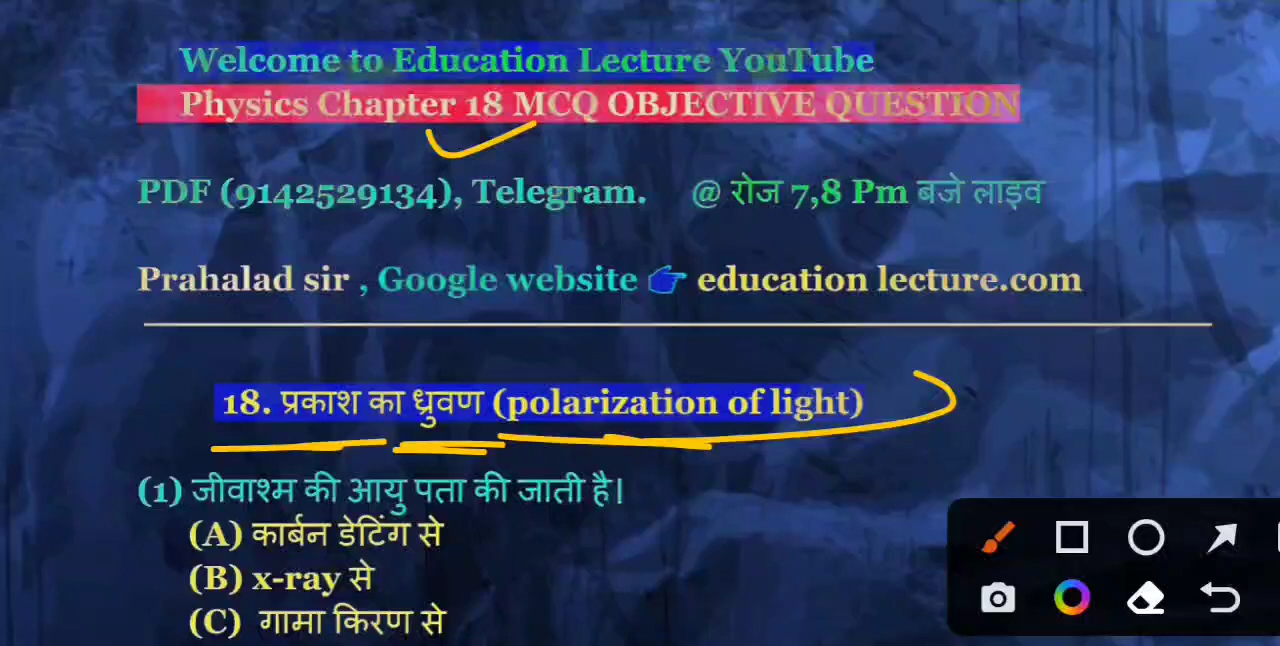 Welcome to Education Lecture YouTube
Physics Chapter 18 MCQ OBJECTIVE QUESTION
PDF (9142529134), Telegram. @ रोज 7,8 Pm बजे लाइव
Prahalad sir , Google website 👉 education lecture.com
18. प्रकाश का ध्रुवण (polarization of light)
(1) जीवाश्म की आयु पता की जाती है।
(A) कार्बन डेटिंग से
(B) x-ray से
(C) गामा किरण से